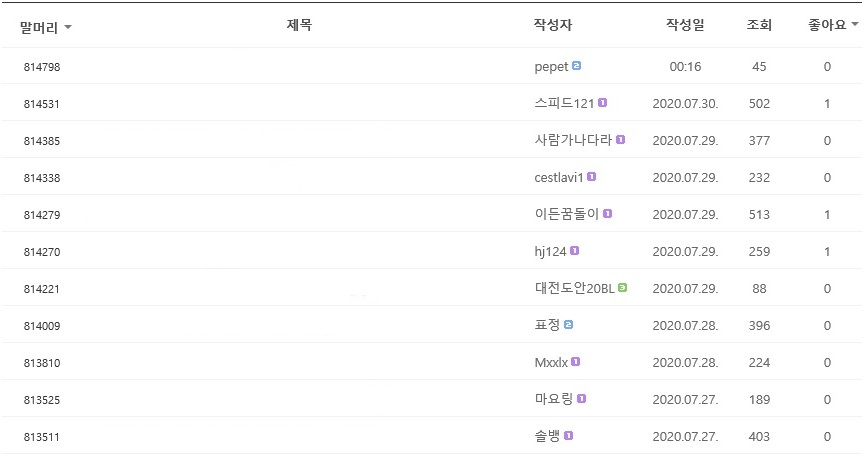 말머리 제목 작성자 작성일 조회 좋아요
814798 pepet 2 00:16 45 0
814531 스피드121 1 2020.07.30. 502 1
814385 사람가나다라 1 2020.07.29. 377 0
814338 cestlavi1 1 2020.07.29. 232 0
814279 이든꿈돌이 1 2020.07.29. 513 1
814270 hj124 1 2020.07.29. 259 1
814221 대전도안20BL 3 2020.07.29. 88 0
814009 표정 2 2020.07.28. 396 0
813810 Mxxlx 1 2020.07.28. 224 0
813525 마요링 1 2020.07.27. 189 0
813511 솔뱅 1 2020.07.27. 403 0